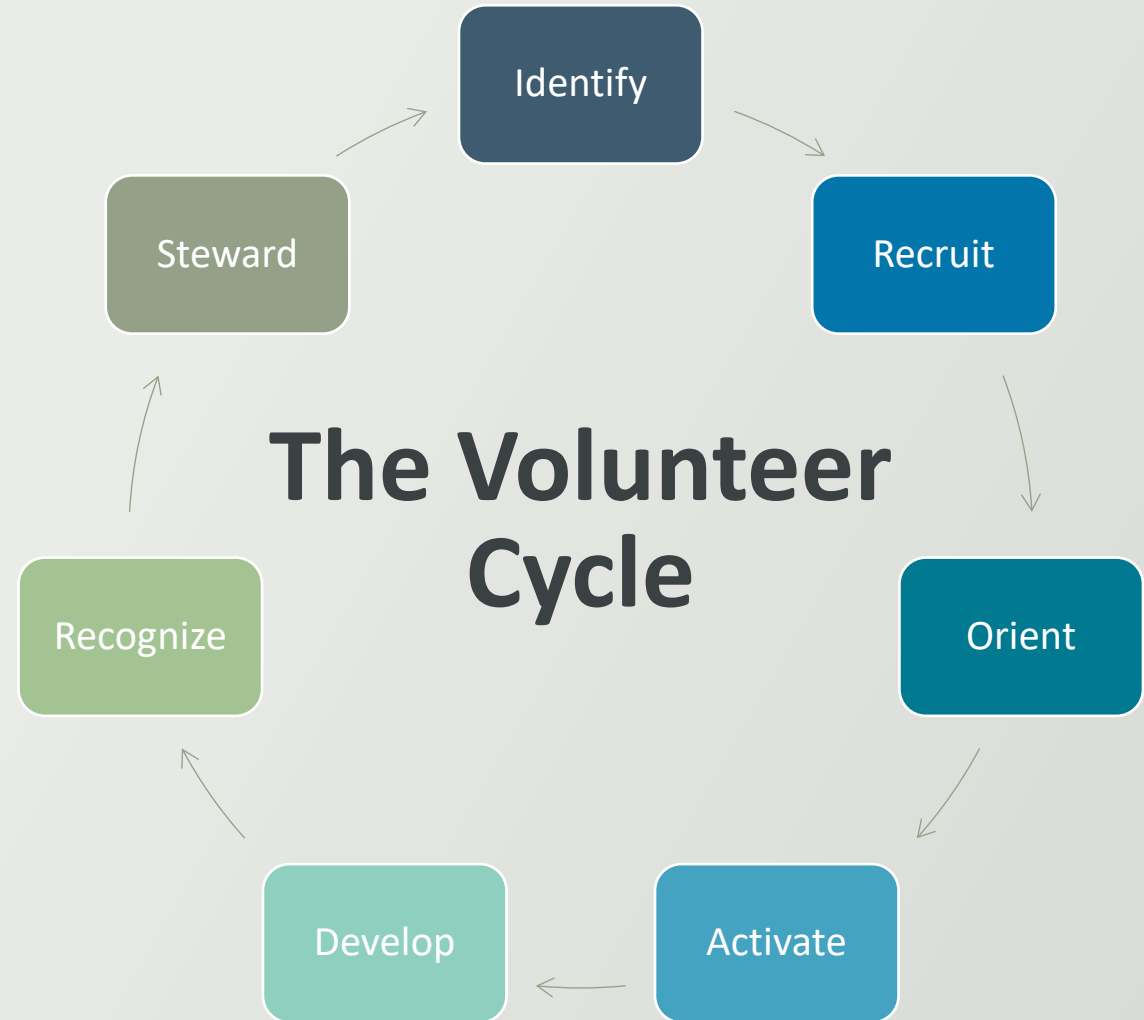 Identify
Recruit
Orient
Activate
Develop
Recognize
Steward
The Volunteer
Cycle